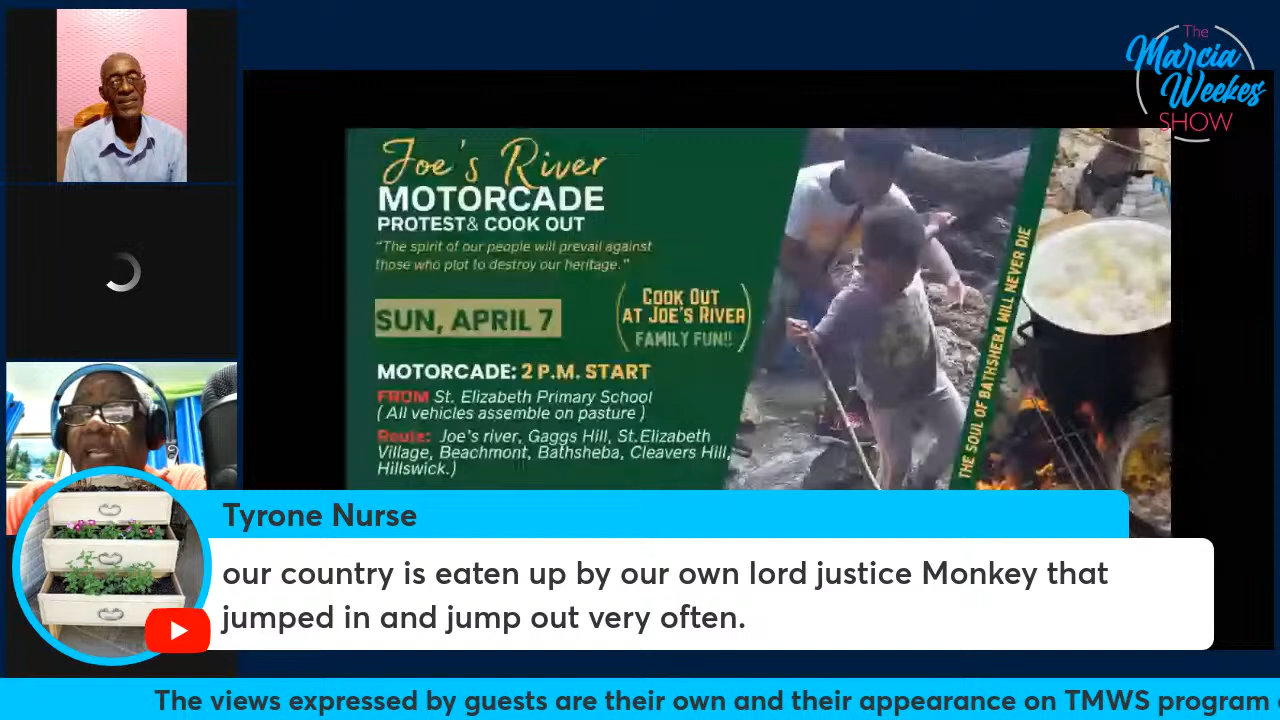 The
Marcia
Weekes
SHOW
Joe's River
MOTORCADE
PROTEST& COOK OUT
"The spirit of our people will prevail against
those who plot to destroy our heritage."
SUN, APRIL 7
COOK OUT
AT JOE'S RIVER
FAMILY FUN!!
MOTORCADE: 2 P.M. START
FROM St. Elizabeth Primary School
( All vehicles assemble on pasture )
Route: Joe's river, Gaggs Hill, St.Elizabeth
Village, Beachmont, Bathsheba, Cleavers Hill,
Hillswick.)
THE SOUL OF BATHSHEBA WILL NEVER DIE
Tyrone Nurse
our country is eaten up by our own lord justice Monkey that
jumped in and jump out very often.
The views expressed by guests are their own and their appearance on TMWS program